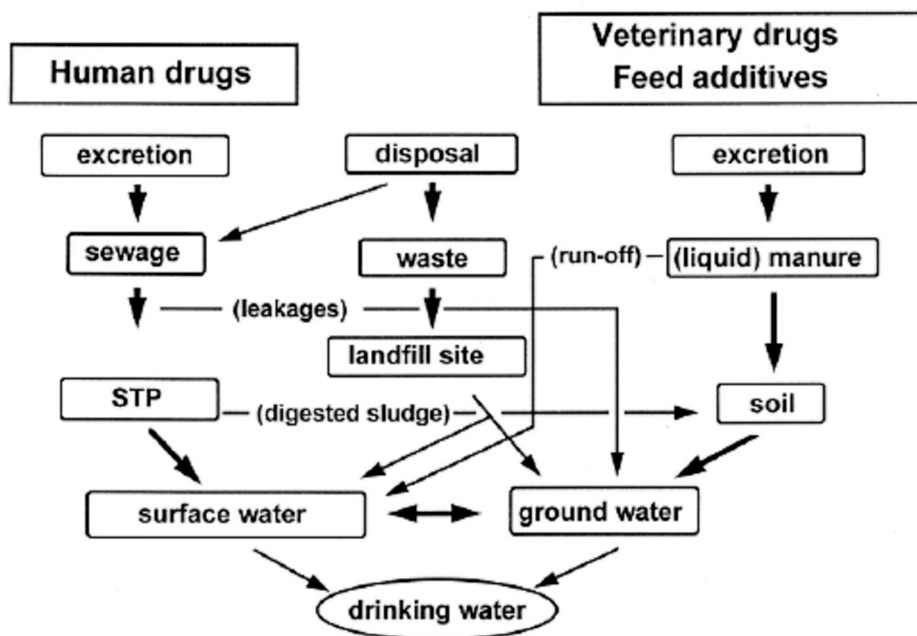 Human drugs
Veterinary drugs
Feed additives
excretion
disposal
excretion
sewage
waste
(run-off)
(liquid) manure
(leakages)
landfill site
STP
(digested sludge)
soil
surface water
ground water
drinking water